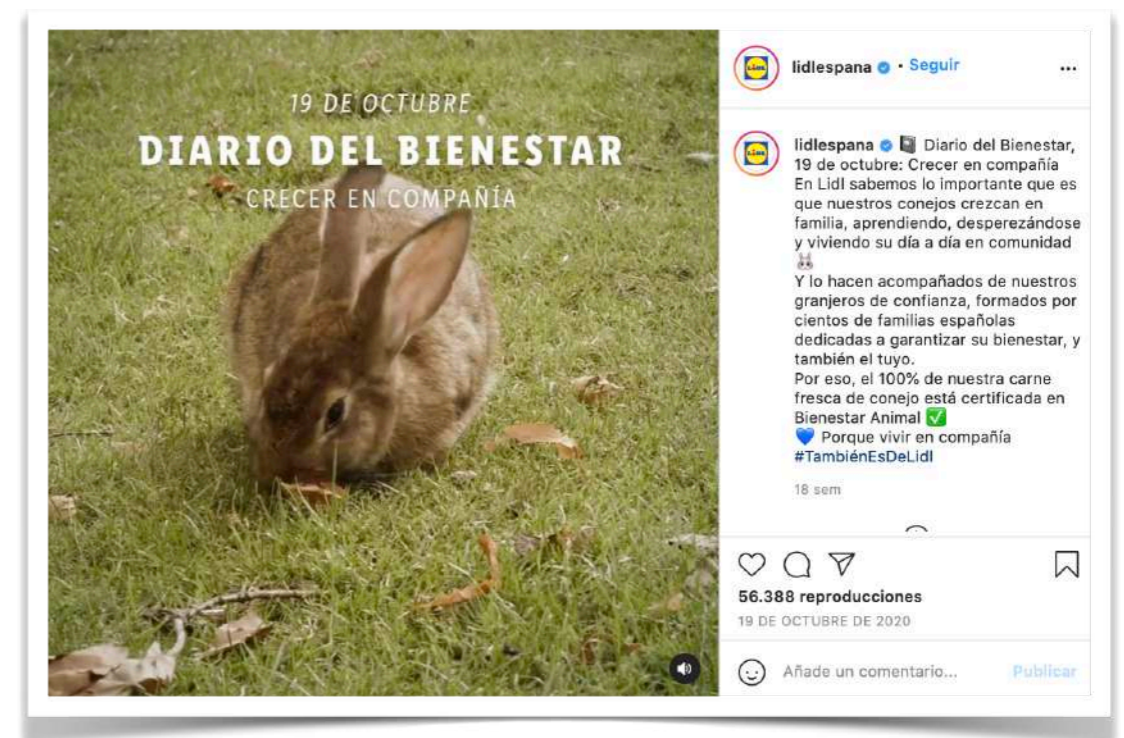 19 DE OCTUBRE
DIARIO DEL BIENESTAR
CRECER EN COMPAÑÍA
LIDL
lidlespana • Seguir
...
LIDL
lidlespana 📓 Diario del Bienestar,
19 de octubre: Crecer en compañía
En Lidl sabemos lo importante que es
que nuestros conejos crezcan en
familia, aprendiendo, desperezándose
y viviendo su día a día en comunidad
🐰
Y lo hacen acompañados de nuestros
granjeros de confianza, formados por
cientos de familias españolas
dedicadas a garantizar su bienestar, y
también el tuyo.
Por eso, el 100% de nuestra carne
fresca de conejo está certificada en
Bienestar Animal ✅
💙 Porque vivir en compañía
#TambiénEsDeLidl
18 sem
56.388 reproducciones
19 DE OCTUBRE DE 2020
Añade un comentario...
Publicar